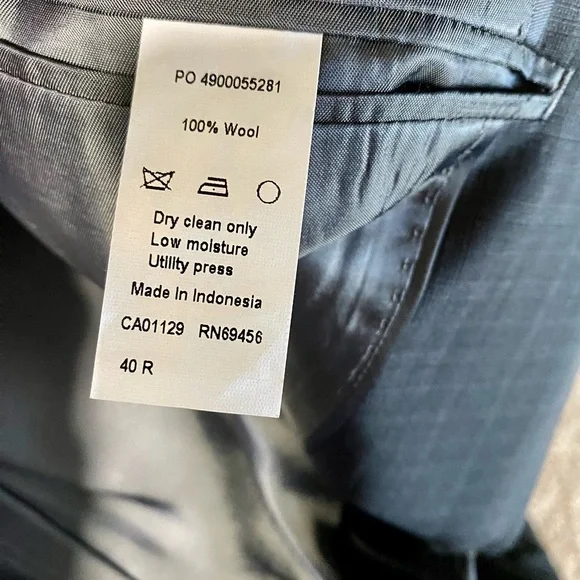 PO 4900055281
100% Wool
Dry clean only
Low moisture
Utility press
Made In Indonesia
CA01129 RN69456
40 R